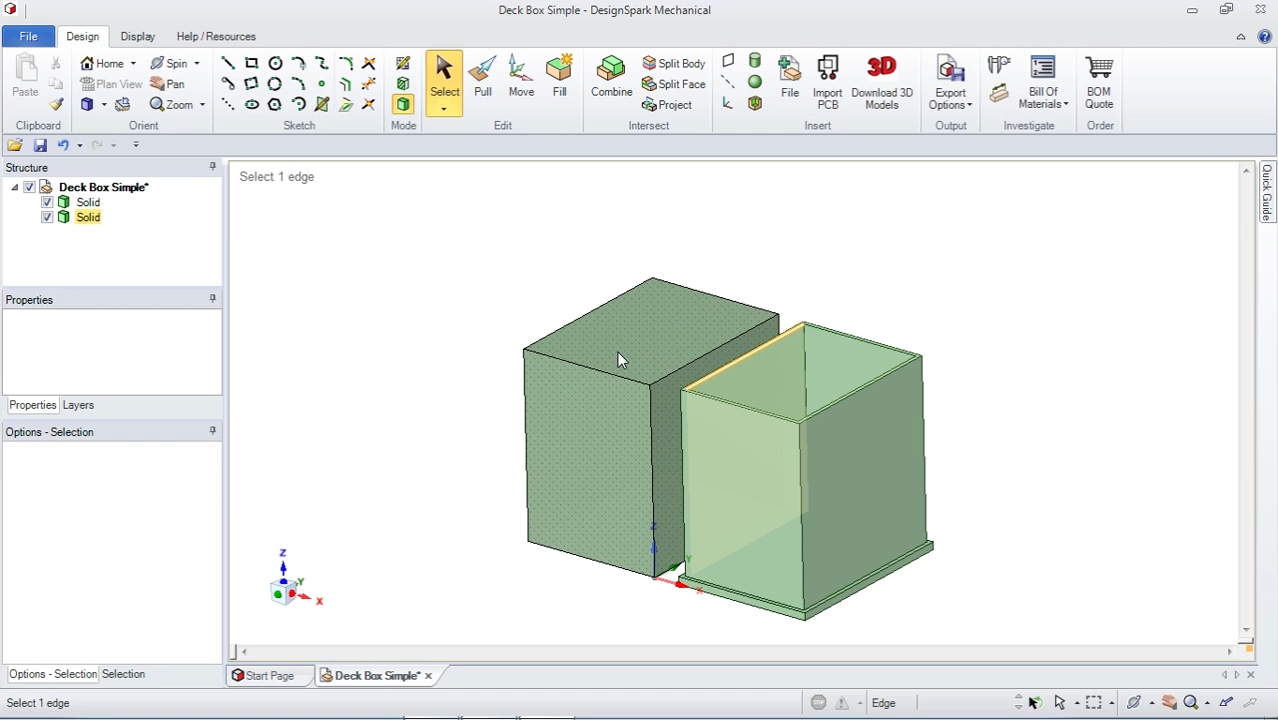 Deck Box Simple - DesignSpark Mechanical
File Design Display Help / Resources
Paste
Home Spin
Plan View Pan
Zoom
Select Pull Move Fill
Combine Split Body
Split Face
Project
File Import PCB Download 3D Models
3D
Export Options
Bill Of Materials
BOM Quote
Clipboard Orient Sketch Mode Edit Intersect Insert Output Investigate Order
Structure
Deck Box Simple*
Solid
Solid
Properties
Properties Layers
Options - Selection
Options - Selection Selection
Select 1 edge
Quick Guide
Z
Y
X
Z
Y
X
Start Page Deck Box Simple*
Select 1 edge Edge